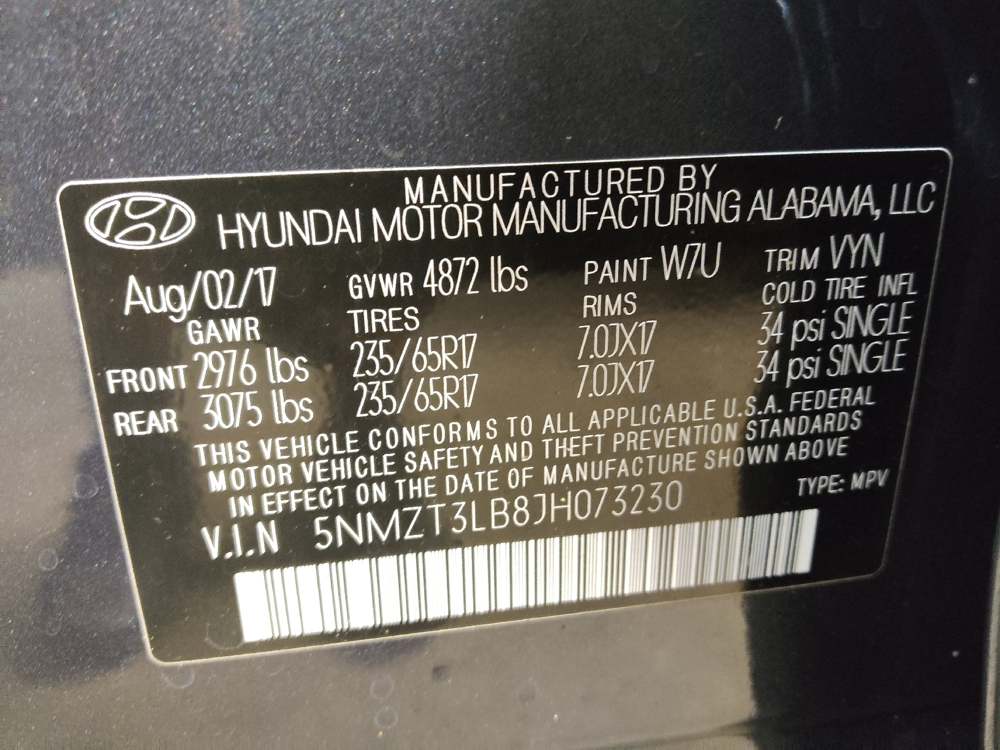 MANUFACTURED BY
HYUNDAI MOTOR MANUFACTURING ALABAMA, LLC
Aug/02/17 GVWR 4872 lbs PAINT W7U TRIM VYN
GAWR TIRES RIMS COLD TIRE INFL
FRONT 2976 lbs 235/65R17 7.0JX17 34 psi SINGLE
REAR 3075 lbs 235/65R17 7.0JX17 34 psi SINGLE
THIS VEHICLE CONFORMS TO ALL APPLICABLE U.S.A. FEDERAL
MOTOR VEHICLE SAFETY AND THEFT PREVENTION STANDARDS
IN EFFECT ON THE DATE OF MANUFACTURE SHOWN ABOVE
V.I.N 5NMZT3LB8JH073230 TYPE: MPV